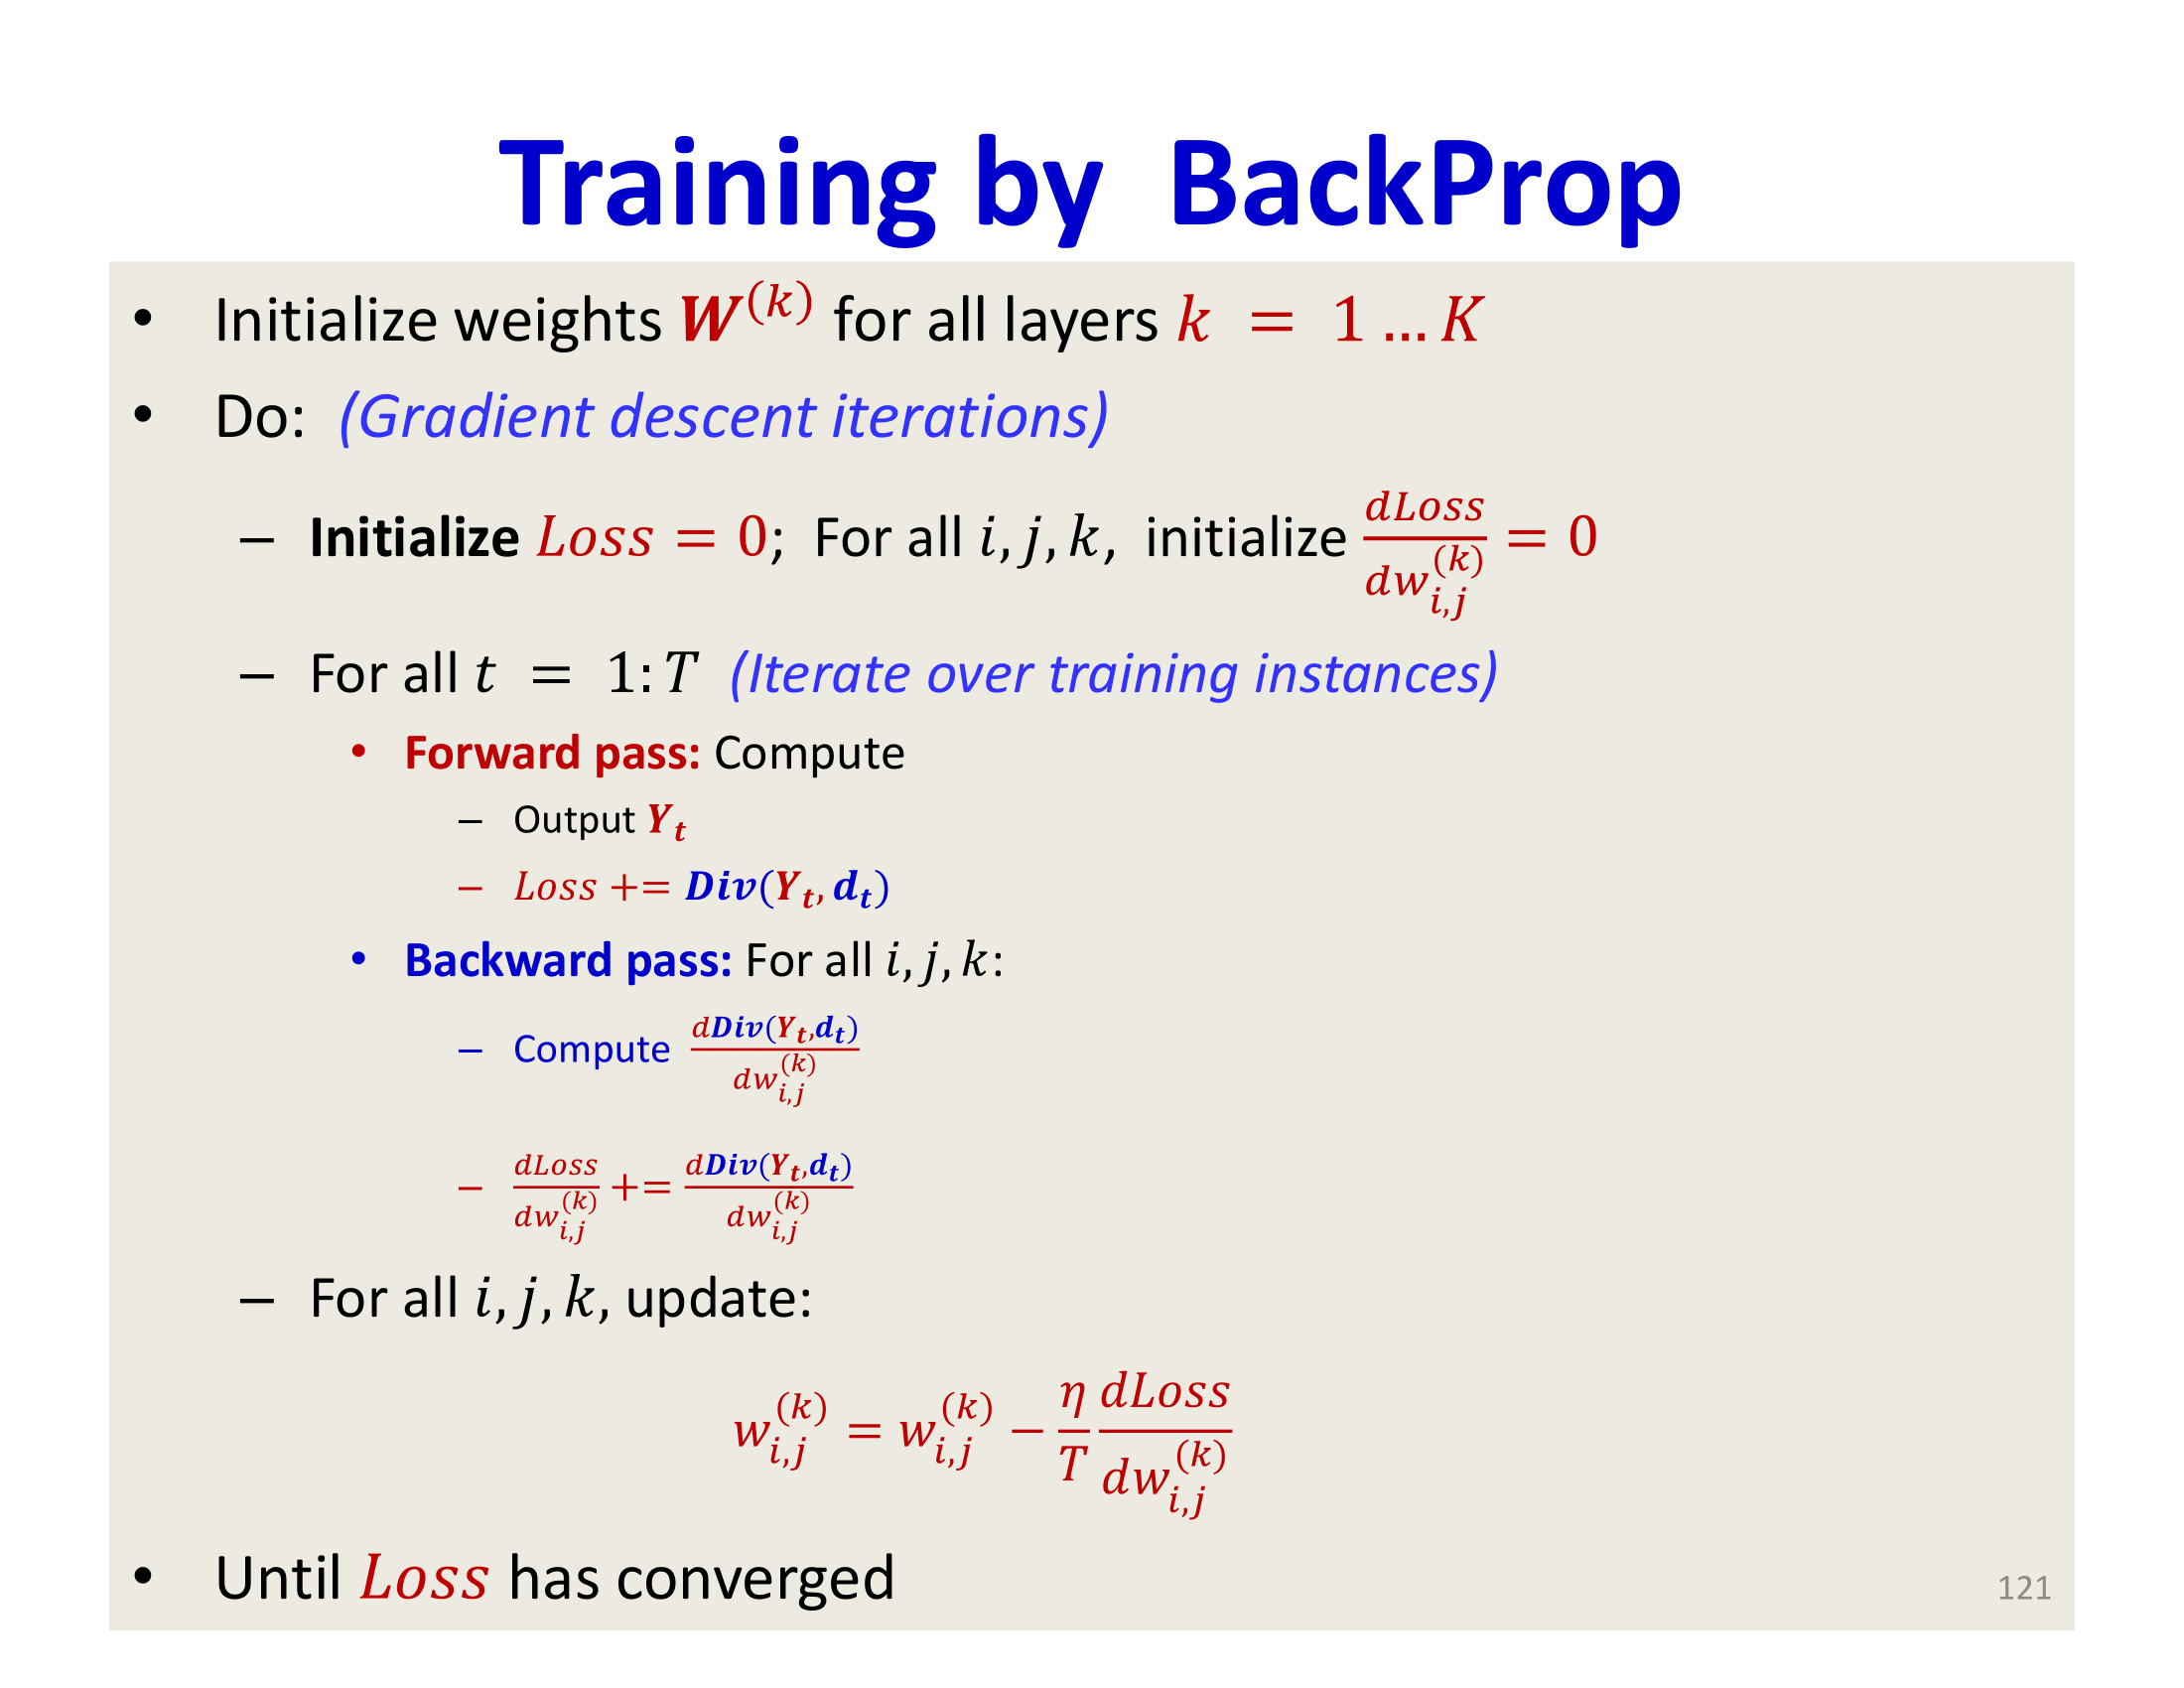 Training by BackProp
• Initialize weights $\boldsymbol{W}^{(k)}$ for all layers $k = 1 \ldots K$
• Do: (Gradient descent iterations)
– Initialize $Loss = 0$; For all $i, j, k,$ initialize $\frac{dLoss}{dw_{i,j}^{(k)}} = 0$
– For all $t = 1:T$ (Iterate over training instances)
• Forward pass: Compute
– Output $\boldsymbol{Y_t}$
– $Loss \mathrel{+}= \boldsymbol{Div}(\boldsymbol{Y_t}, \boldsymbol{d_t})$
• Backward pass: For all $i, j, k$:
– Compute $\frac{d\boldsymbol{Div}(\boldsymbol{Y_t},\boldsymbol{d_t})}{dw_{i,j}^{(k)}}$
– $\frac{dLoss}{dw_{i,j}^{(k)}} \mathrel{+}= \frac{d\boldsymbol{Div}(\boldsymbol{Y_t},\boldsymbol{d_t})}{dw_{i,j}^{(k)}}$
– For all $i, j, k$, update:
$w_{i,j}^{(k)} = w_{i,j}^{(k)} - \frac{\eta}{T} \frac{dLoss}{dw_{i,j}^{(k)}}$
• Until $Loss$ has converged
121